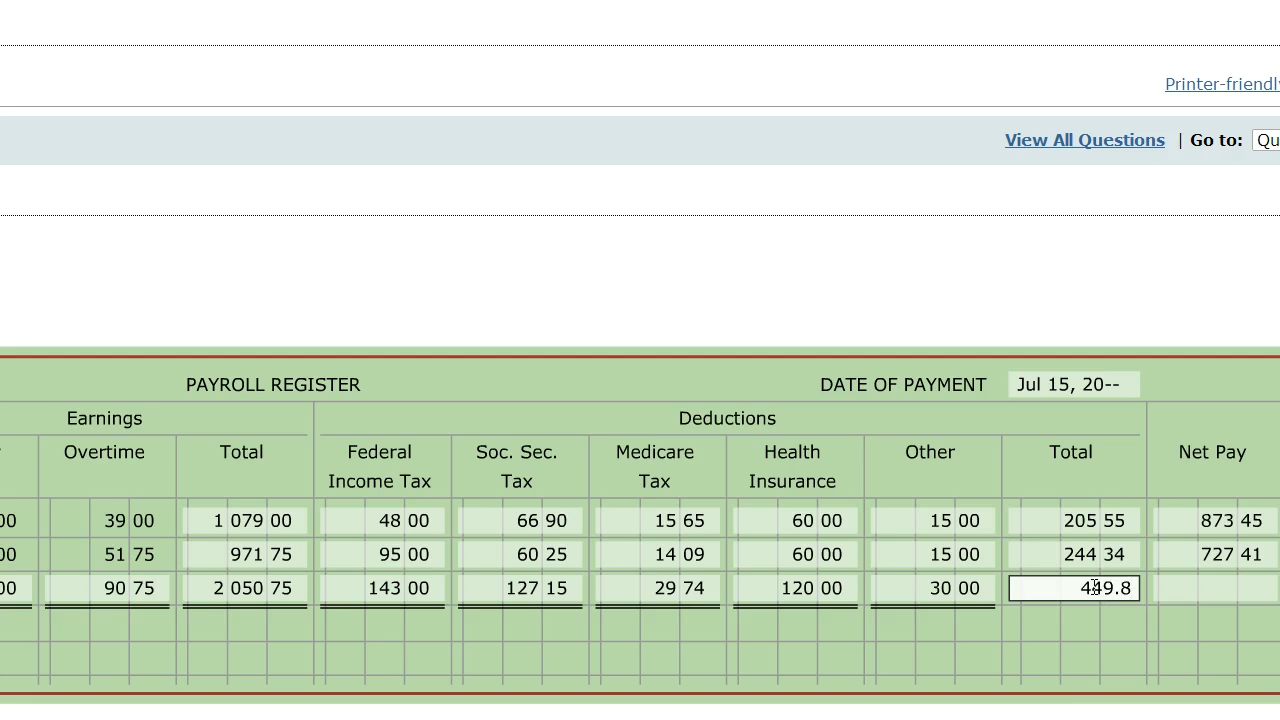 Printer-friendly
View All Questions | Go to: Qu
PAYROLL REGISTER DATE OF PAYMENT Jul 15, 20--
Earnings Deductions
Overtime Total Federal Income Tax Soc. Sec. Tax Medicare Tax Health Insurance Other Total Net Pay
00 39 00 1 079 00 48 00 66 90 15 65 60 00 15 00 205 55 873 45
00 51 75 971 75 95 00 60 25 14 09 60 00 15 00 244 34 727 41
00 90 75 2 050 75 143 00 127 15 29 74 120 00 30 00 449.8